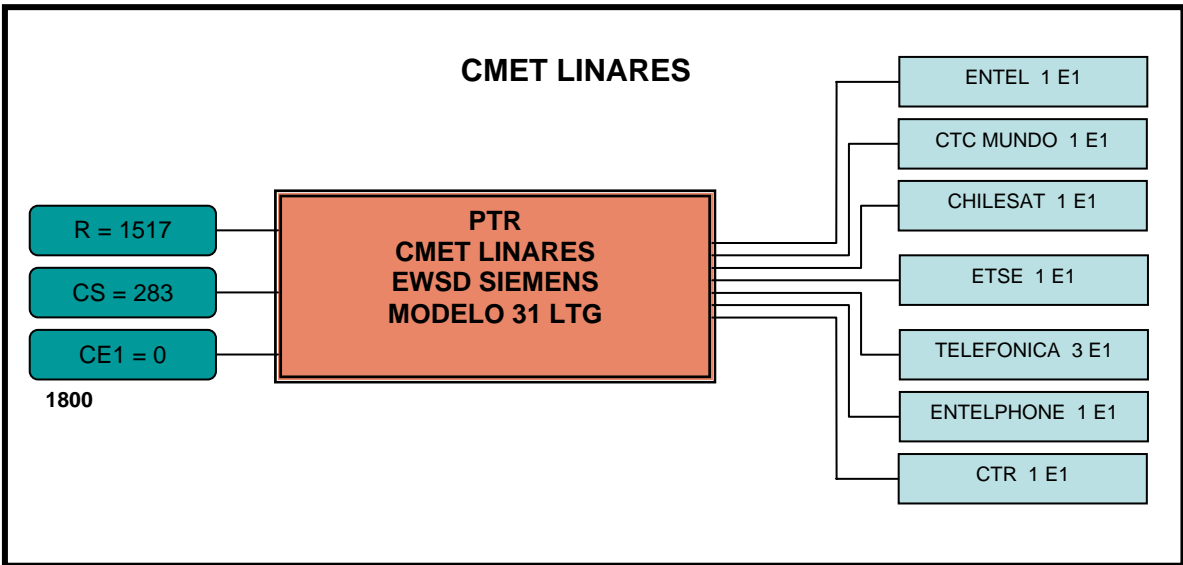 CMET LINARES
R = 1517
CS = 283
CE1 = 0
1800
PTR
CMET LINARES
EWSD SIEMENS
MODELO 31 LTG
ENTEL 1 E1
CTC MUNDO 1 E1
CHILESAT 1 E1
ETSE 1 E1
TELEFONICA 3 E1
ENTELPHONE 1 E1
CTR 1 E1